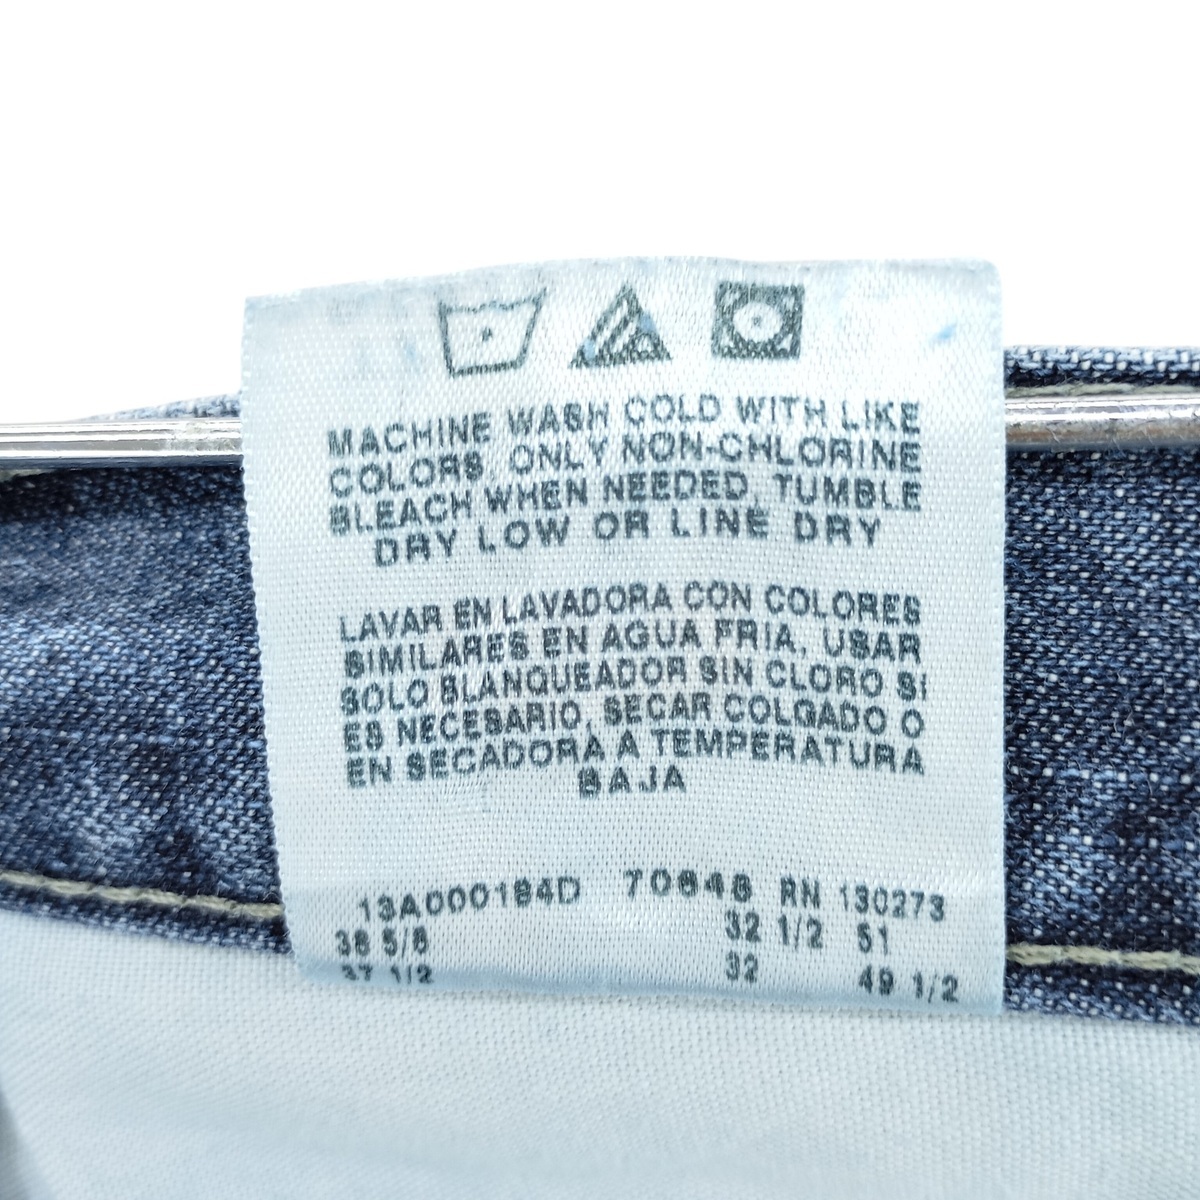 MACHINE WASH COLD WITH LIKE
COLORS, ONLY NON-CHLORINE
BLEACH WHEN NEEDED, TUMBLE
DRY LOW OR LINE DRY
LAVAR EN LAVADORA CON COLORES
SIMILARES EN AGUA FRIA, USAR
SOLO BLANQUEADOR SIN CLORO SI
ES NECESARIO, SECAR COLGADO O
EN SECADORA A TEMPERATURA
BAJA
13A000184D 70648 RN 130273
38 5/8 32 1/2 51
37 1/2 32 49 1/2